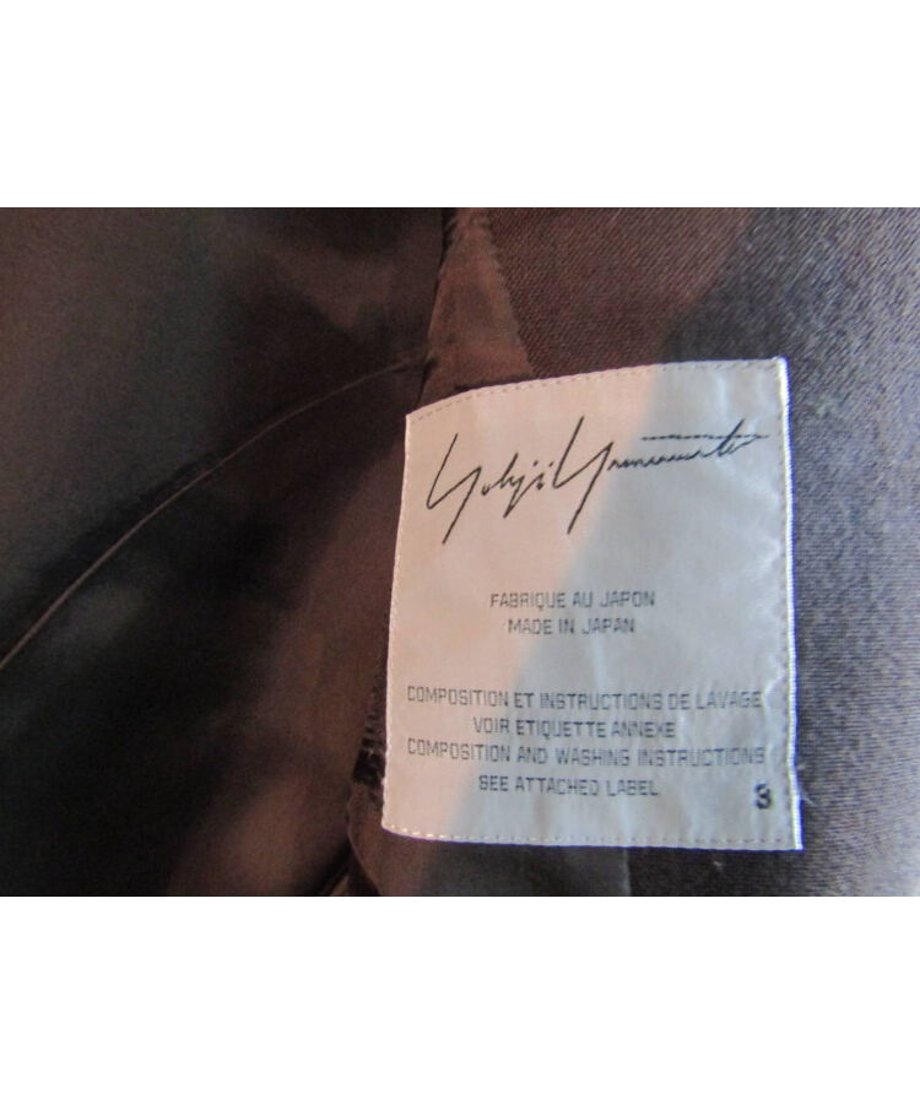 Yohji Yamamoto
FABRIQUE AU JAPON
MADE IN JAPAN
COMPOSITION ET INSTRUCTIONS DE LAVAGE
VOIR ETIQUETTE ANNEXE
COMPOSITION AND WASHING INSTRUCTIONS
SEE ATTACHED LABEL
3